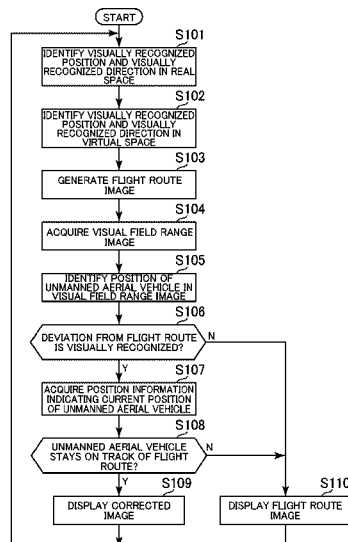 START
S101
IDENTIFY VISUALLY RECOGNIZED
POSITION AND VISUALLY
RECOGNIZED DIRECTION IN REAL
SPACE
S102
IDENTIFY VISUALLY RECOGNIZED
POSITION AND VISUALLY
RECOGNIZED DIRECTION IN
VIRTUAL SPACE
S103
GENERATE FLIGHT ROUTE
IMAGE
S104
ACQUIRE VISUAL FIELD RANGE
IMAGE
S105
IDENTIFY POSITION OF
UNMANNED AERIAL VEHICLE IN
VISUAL FIELD RANGE IMAGE
S106
DEVIATION FROM FLIGHT ROUTE
IS VISUALLY RECOGNIZED?
N
Y
S107
ACQUIRE POSITION INFORMATION
INDICATING CURRENT POSITION
OF UNMANNED AERIAL VEHICLE
S108
UNMANNED AERIAL VEHICLE
STAYS ON TRACK OF FLIGHT
ROUTE?
N
Y
S109
DISPLAY CORRECTED
IMAGE
S110
DISPLAY FLIGHT ROUTE
IMAGE